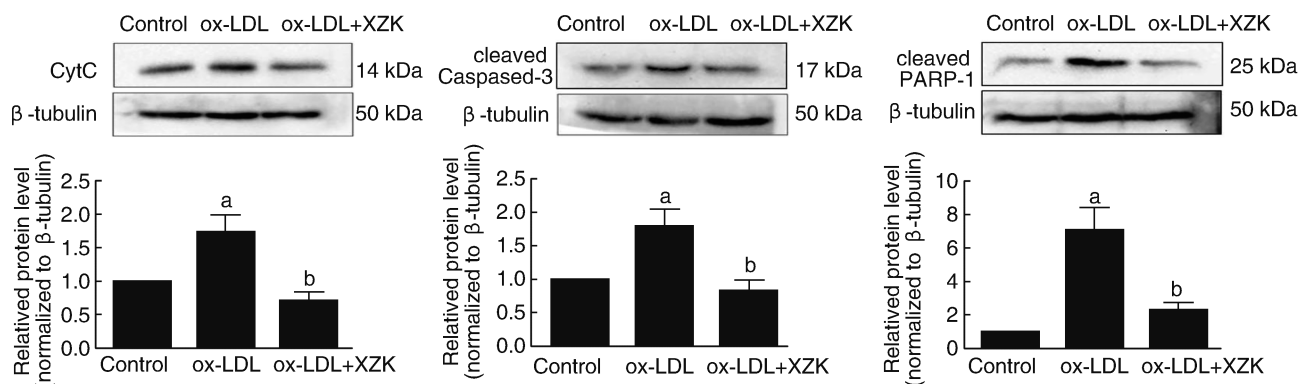 Control ox-LDL ox-LDL+XZK
CytC 14 kDa
β-tubulin 50 kDa
Relatived protein level
(normalized to β-tubulin)
2.5
2.0
1.5
1.0
0.5
0.0
a
b
Control ox-LDL ox-LDL+XZK
Control ox-LDL ox-LDL+XZK
cleaved
Caspased-3 17 kDa
β-tubulin 50 kDa
Relatived protein level
(normalized to β-tubulin)
2.5
2.0
1.5
1.0
0.5
0.0
a
b
Control ox-LDL ox-LDL+XZK
Control ox-LDL ox-LDL+XZK
cleaved
PARP-1 25 kDa
β-tubulin 50 kDa
Relatived protein level
(normalized to β-tubulin)
10
8
6
4
2
0
a
b
Control ox-LDL ox-LDL+XZK